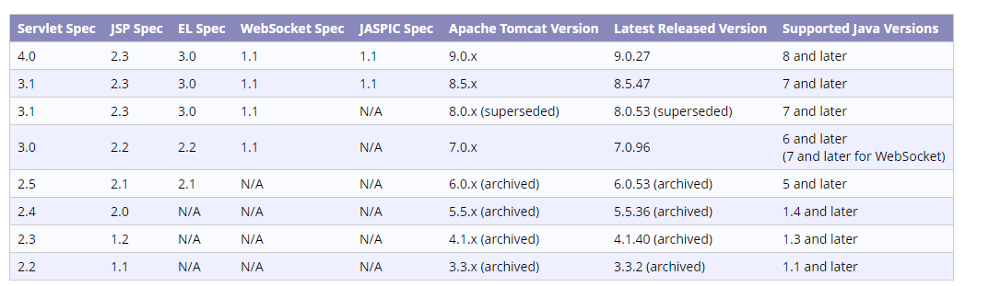 Servlet Spec JSP Spec EL Spec WebSocket Spec JASPIC Spec Apache Tomcat Version Latest Released Version Supported Java Versions
4.0 2.3 3.0 1.1 1.1 9.0.x 9.0.27 8 and later
3.1 2.3 3.0 1.1 1.1 8.5.x 8.5.47 7 and later
3.1 2.3 3.0 1.1 N/A 8.0.x (superseded) 8.0.53 (superseded) 7 and later
3.0 2.2 2.2 1.1 N/A 7.0.x 7.0.96 6 and later
(7 and later for WebSocket)
2.5 2.1 2.1 N/A N/A 6.0.x (archived) 6.0.53 (archived) 5 and later
2.4 2.0 N/A N/A N/A 5.5.x (archived) 5.5.36 (archived) 1.4 and later
2.3 1.2 N/A N/A N/A 4.1.x (archived) 4.1.40 (archived) 1.3 and later
2.2 1.1 N/A N/A N/A 3.3.x (archived) 3.3.2 (archived) 1.1 and later